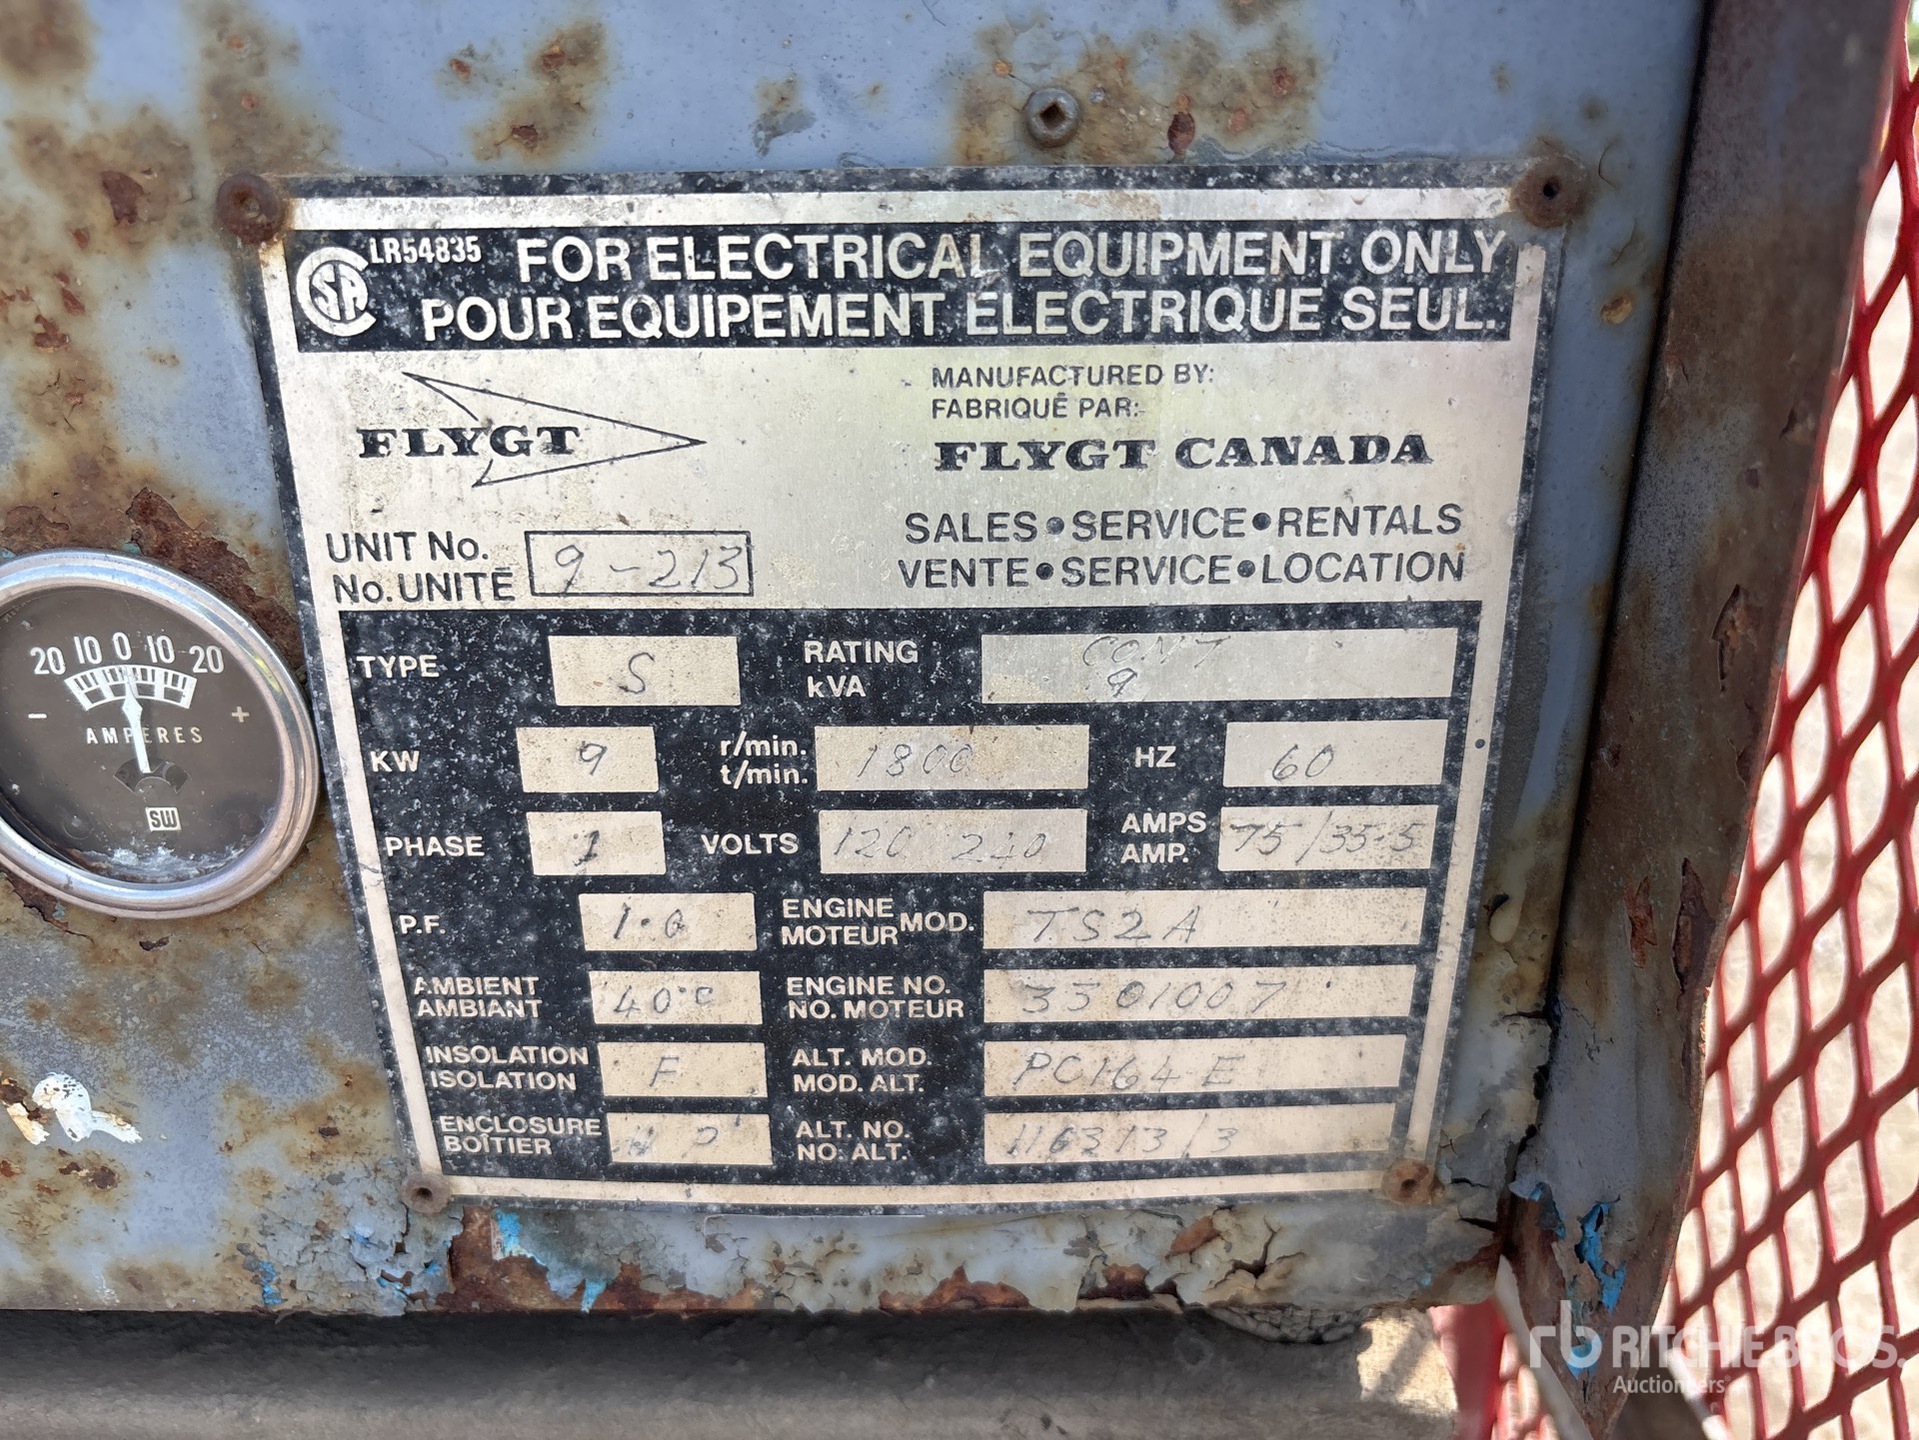 LR54835 FOR ELECTRICAL EQUIPMENT ONLY
POUR EQUIPEMENT ELECTRIQUE SEUL.
FLYGT
MANUFACTURED BY:
FABRIQUÉ PAR:
FLYGT CANADA
SALES • SERVICE • RENTALS
VENTE • SERVICE • LOCATION
UNIT No.
No. UNITÉ
9-213
TYPE S
RATING CONT
kVA 9
KW 9
r/min.
t/min.
1800
HZ 60
PHASE 1
VOLTS 120 240
AMPS
AMP.
75/35.5
P.F. 1.0
ENGINE
MOTEUR
MOD.
TS2A
AMBIENT
AMBIANT
40°C
ENGINE NO.
NO. MOTEUR
3301007
INSOLATION
ISOLATION
F
ALT. MOD.
MOD. ALT.
PC164E
ENCLOSURE
BOÎTIER
ALT. NO.
NO. ALT.
116313/3
20 10 0 10 20
- +
AMPERES
SW
rb RITCHIE BROS.
Auctioneers